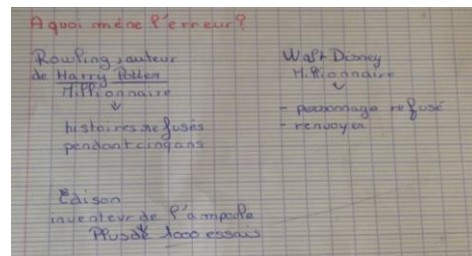 A quoi mène l'erreur?
Rowling, auteur
de Harry Potter
Millionnaire
↓
histoires refusés
pendant cinq ans
Walt Disney
Millionnaire
↓
- personnage refusé
- renvoyer
Edison
inventeur de l'ampoule
Plus de 1000 essais